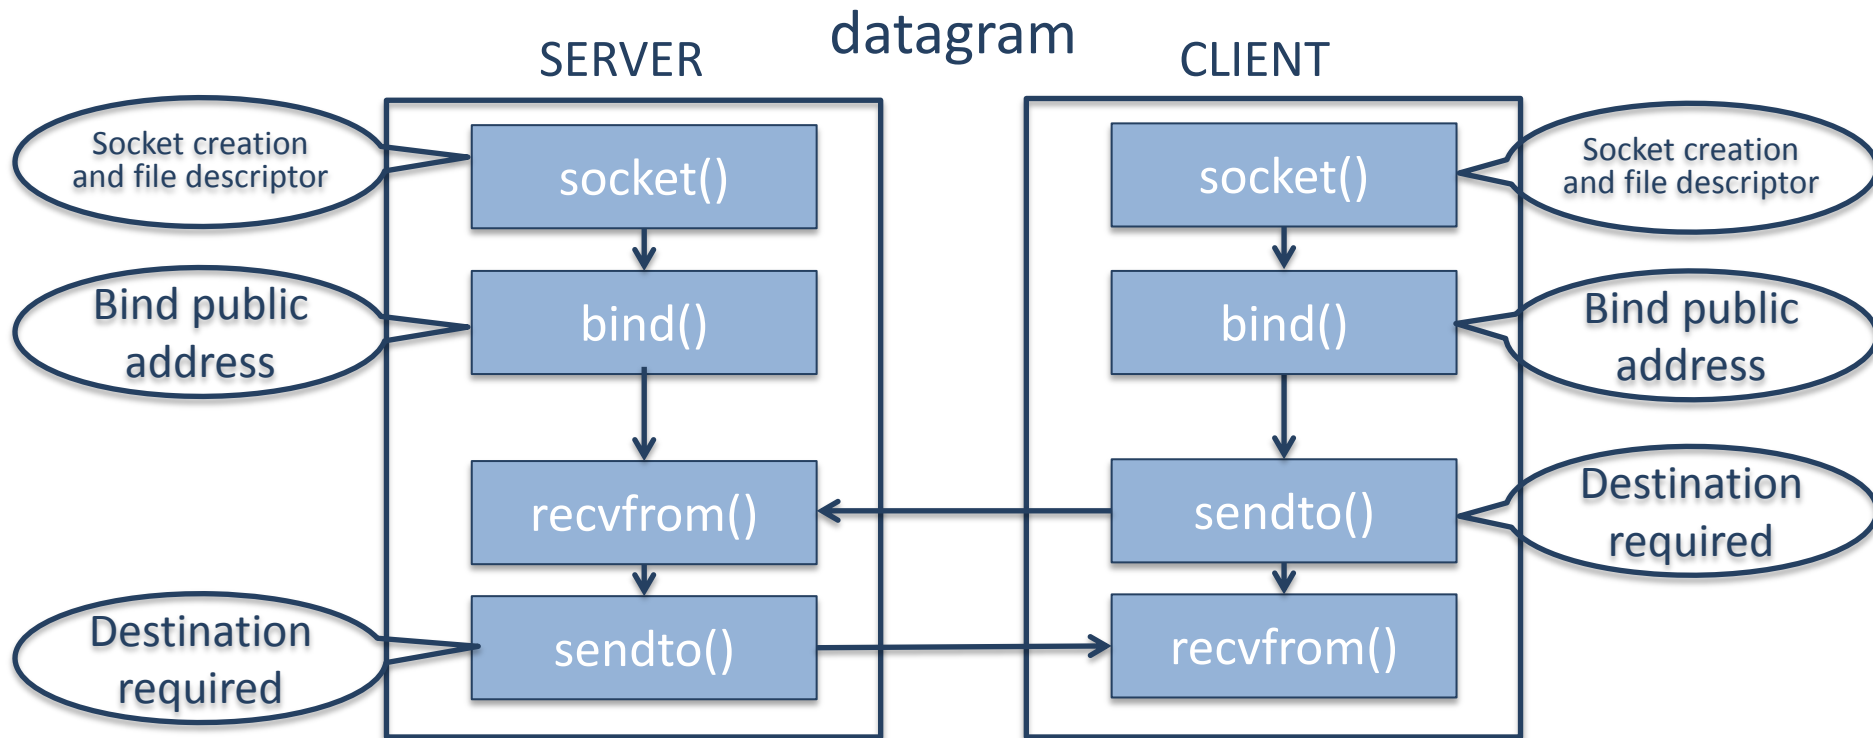 datagram
SERVER
CLIENT
Socket creation
and file descriptor
socket()
socket()
Socket creation
and file descriptor
Bind public
address
bind()
bind()
Bind public
address
recvfrom()
sendto()
Destination
required
Destination
required
sendto()
recvfrom()